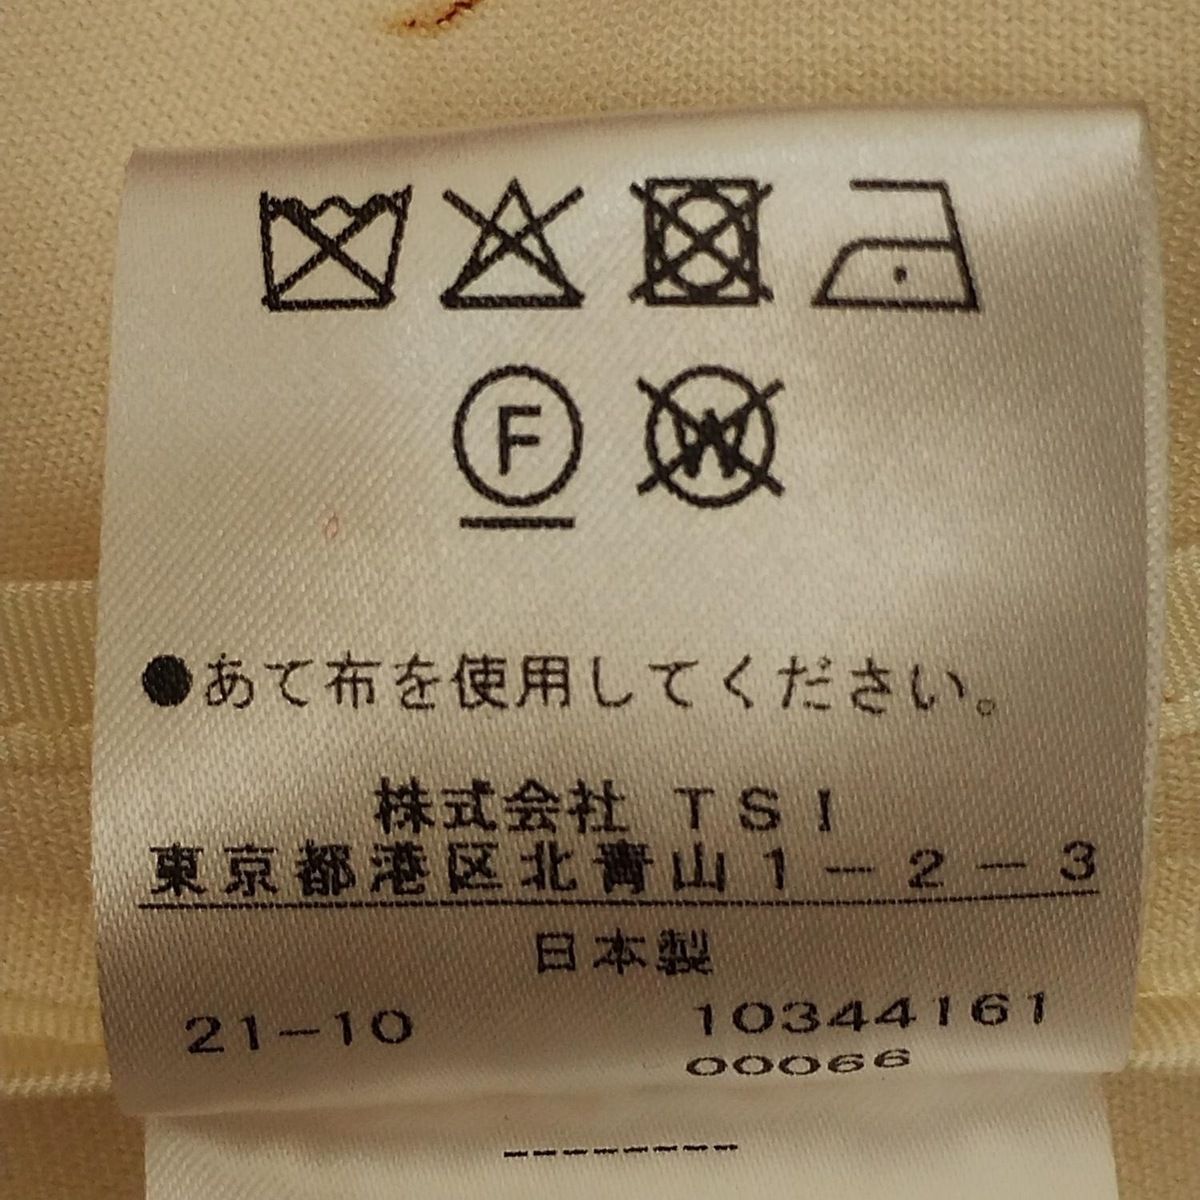 F W
●あて布を使用してください。
株式会社 TSI
東京都港区北青山1-2-3
日本製
21-10 10344161
00066